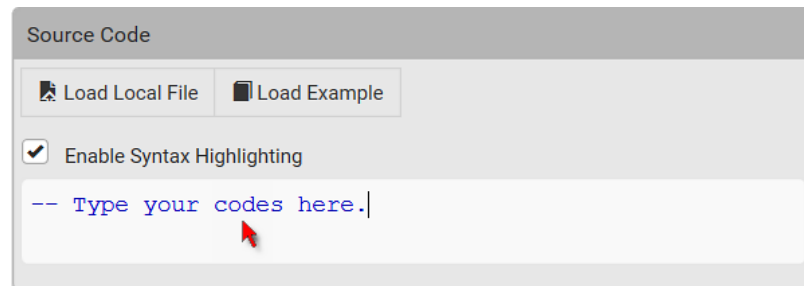 Source Code
Load Local File Load Example
Enable Syntax Highlighting
-- Type your codes here.